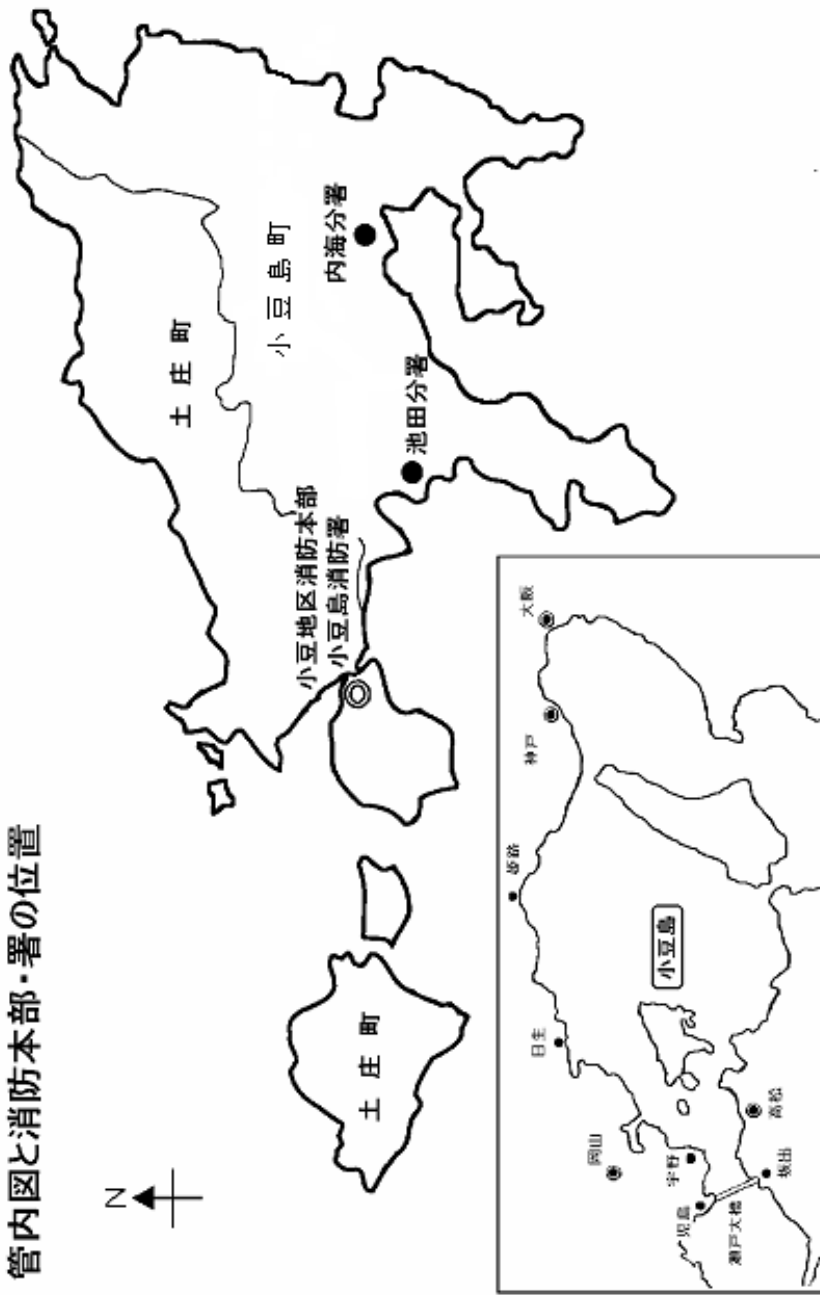 管内図と消防本部・署の位置
N
土庄町
小豆島町
小豆地区消防本部
小豆島消防署
内海分署
池田分署
土庄町
大阪
神戸
姫路
日生
小豆島
岡山
宇野
児島
高松
坂出
瀬戸大橋